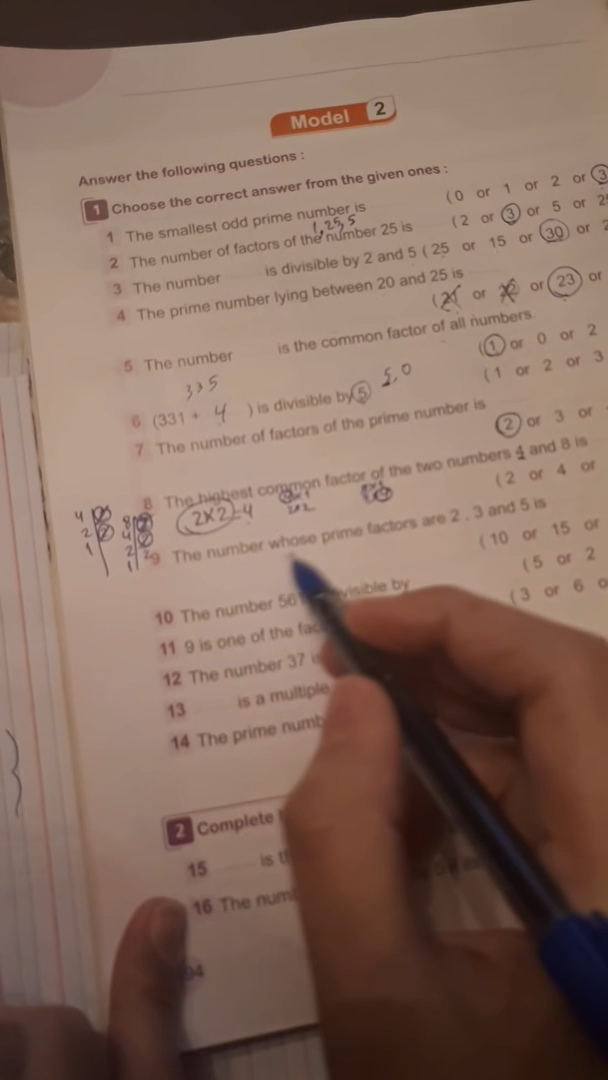 Model 2
Answer the following questions :
1 Choose the correct answer from the given ones :
1 The smallest odd prime number is ( 0 or 1 or 2 or 3
1, 25, 5
2 The number of factors of the number 25 is ( 2 or 3 or 5 or
3 The number is divisible by 2 and 5 ( 25 or 15 or 30 or
4 The prime number lying between 20 and 25 is
( 21 or or 23 or
5 The number is the common factor of all numbers.
( 1 or 0 or 2
335 5,0
6 (331 + 4 ) is divisible by 5 ( 1 or 2 or 3
7 The number of factors of the prime number is
2 or 3 or
8 The highest common factor of the two numbers 4 and 8 is
2×2=4 2×2 ( 2 or 4 or
9 The number whose prime factors are 2 , 3 and 5 is
( 10 or 15 or
10 The number 56 divisible by ( 5 or 2
11 9 is one of the ( 3 or 6
12 The number 37
13 is a multiple
14 The prime
2 Complete
15 is
16 The